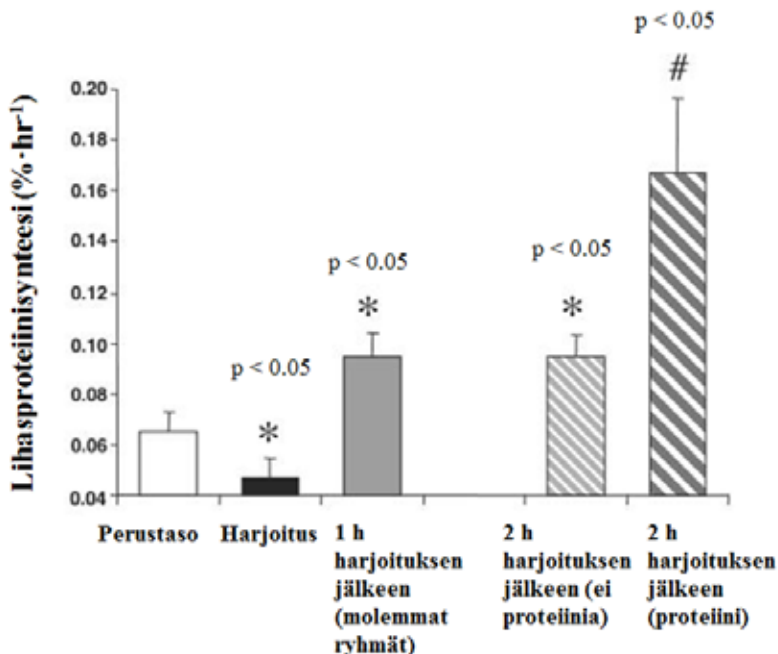 p < 0.05
#
p < 0.05
*
p < 0.05
*
p < 0.05
*
Lihasproteiinisynteesi (%·hr⁻¹)
0.20
0.18
0.16
0.14
0.12
0.10
0.08
0.06
0.04
Perustaso
Harjoitus
1 h
harjoituksen
jälkeen
(molemmat
ryhmät)
2 h
harjoituksen
jälkeen (ei
proteiinia)
2 h
harjoituksen
jälkeen
(proteiini)